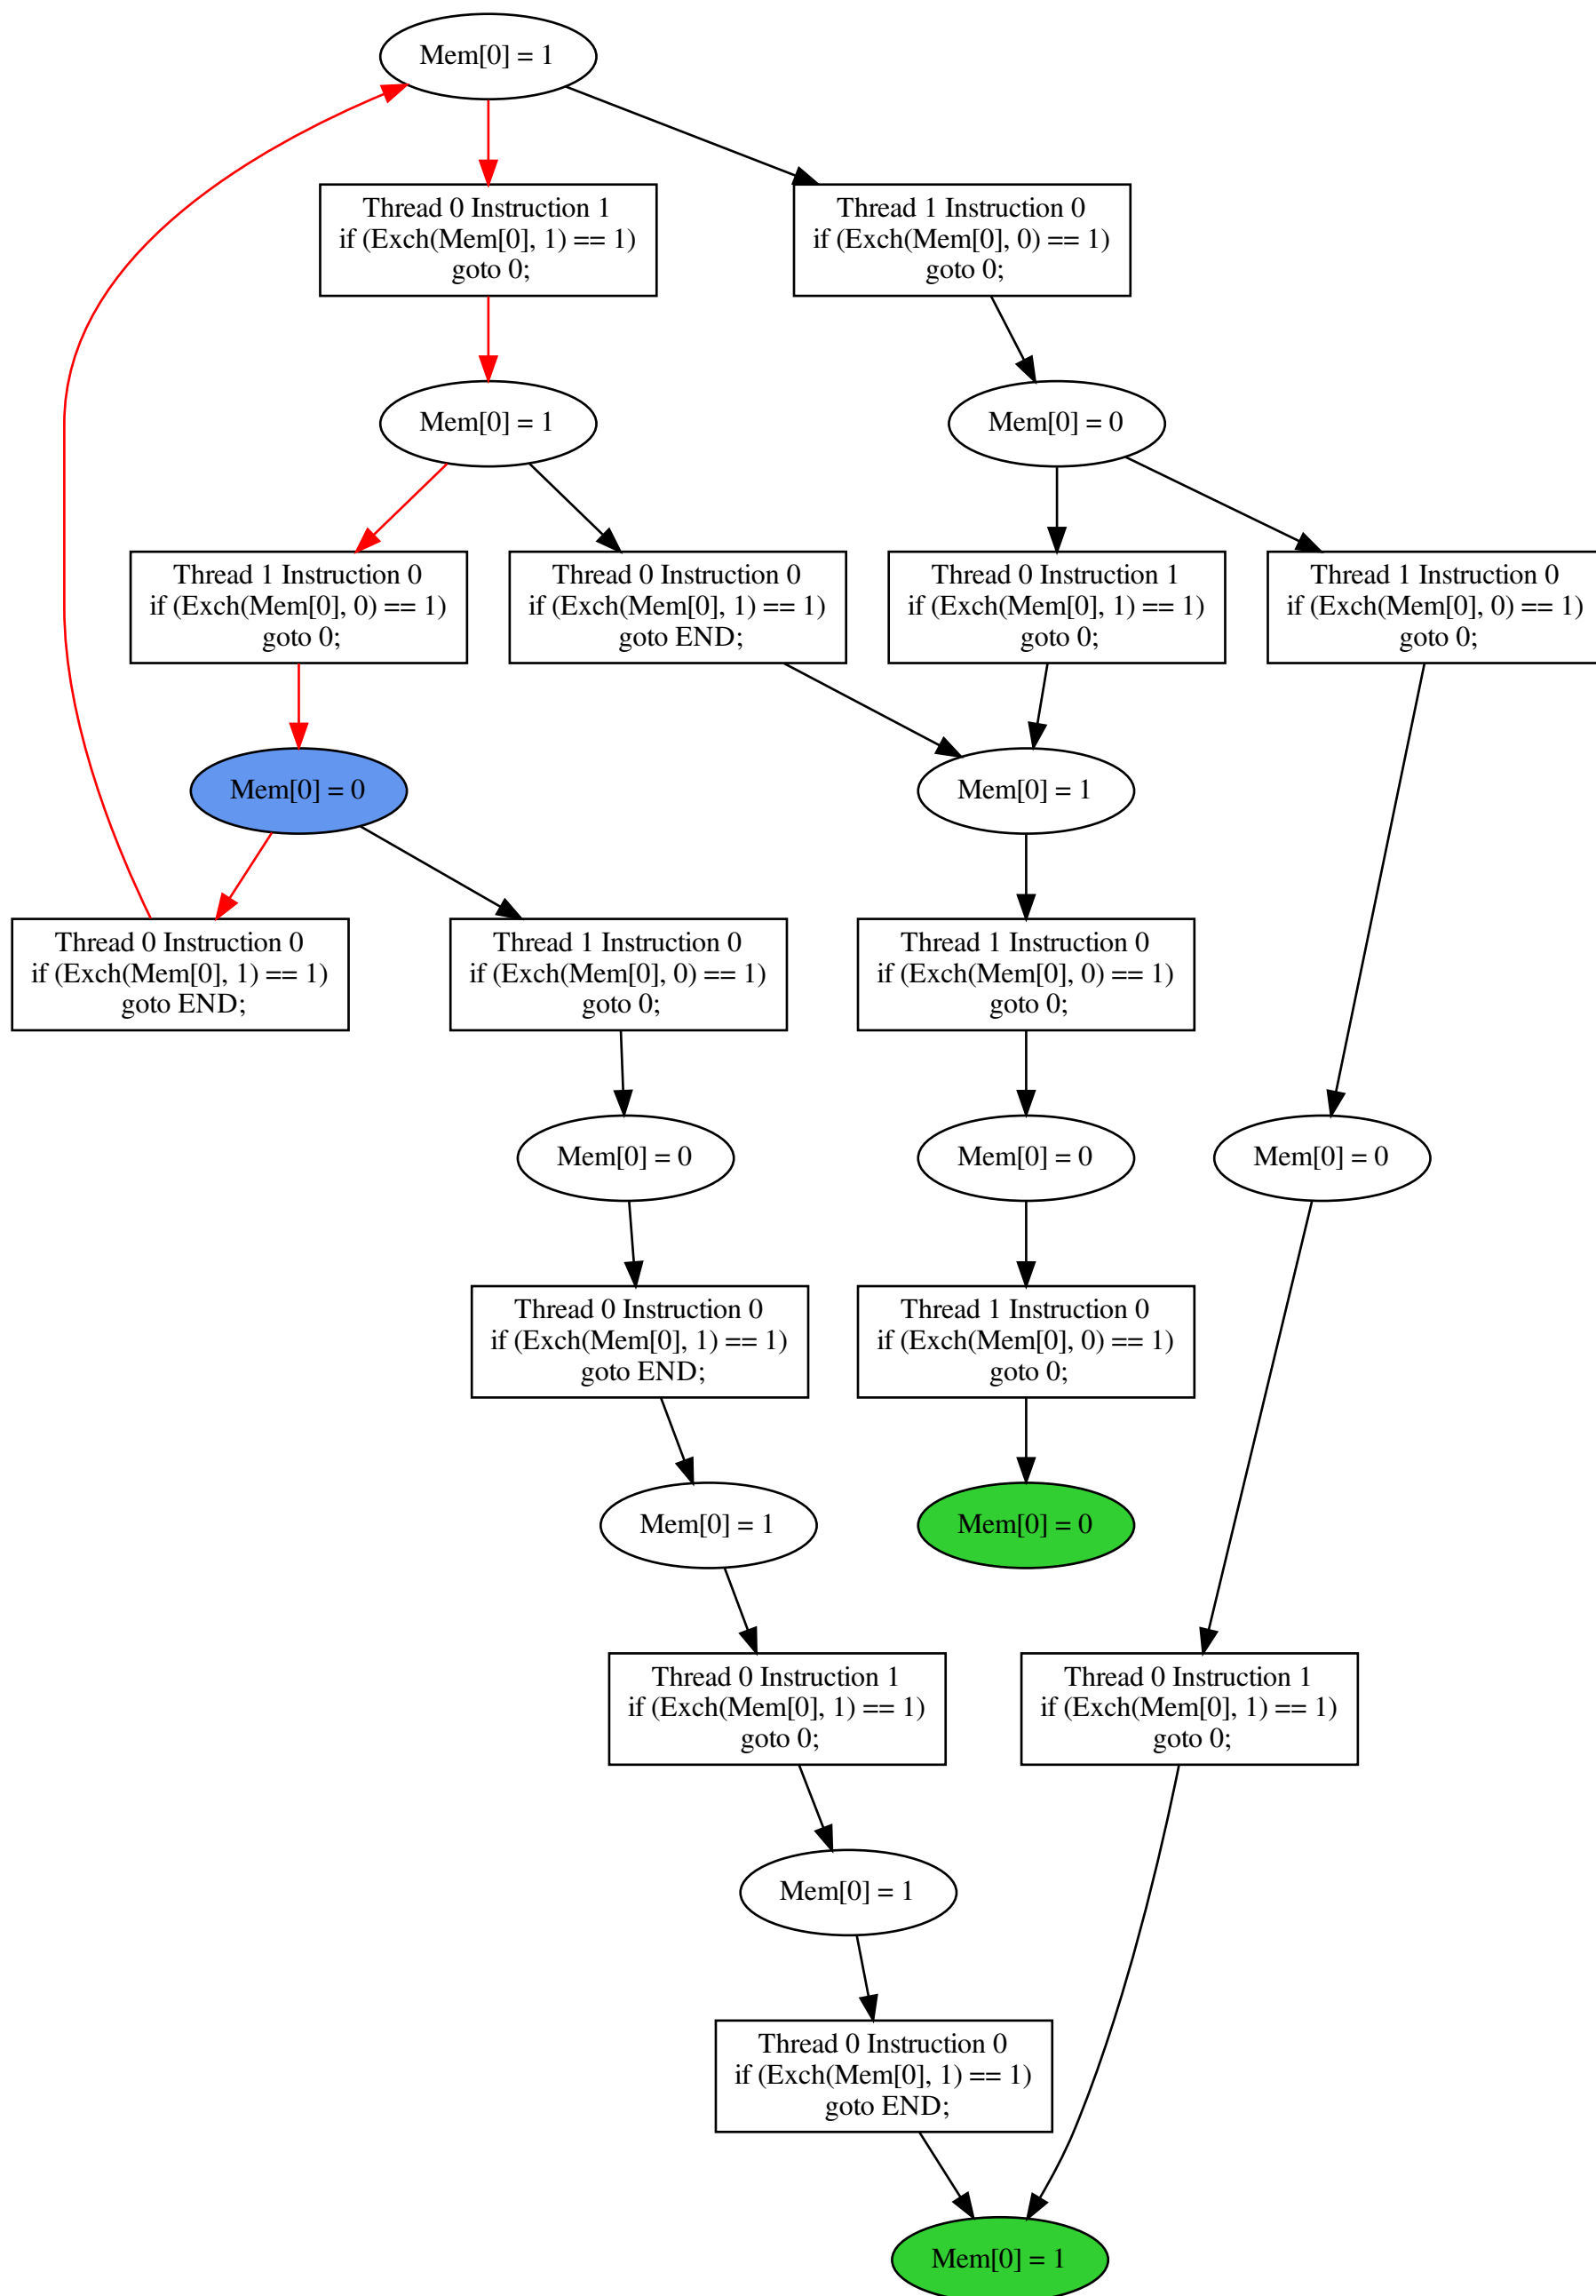 Mem[0] = 1
Thread 0 Instruction 1
if (Exch(Mem[0], 1) == 1)
goto 0;
Thread 1 Instruction 0
if (Exch(Mem[0], 0) == 1)
goto 0;
Mem[0] = 1
Mem[0] = 0
Thread 1 Instruction 0
if (Exch(Mem[0], 0) == 1)
goto 0;
Thread 0 Instruction 0
if (Exch(Mem[0], 1) == 1)
goto END;
Thread 0 Instruction 1
if (Exch(Mem[0], 1) == 1)
goto 0;
Thread 1 Instruction 0
if (Exch(Mem[0], 0) == 1)
goto 0;
Mem[0] = 0
Mem[0] = 1
Thread 0 Instruction 0
if (Exch(Mem[0], 1) == 1)
goto END;
Thread 1 Instruction 0
if (Exch(Mem[0], 0) == 1)
goto 0;
Thread 1 Instruction 0
if (Exch(Mem[0], 0) == 1)
goto 0;
Mem[0] = 0
Mem[0] = 0
Mem[0] = 0
Thread 0 Instruction 0
if (Exch(Mem[0], 1) == 1)
goto END;
Thread 1 Instruction 0
if (Exch(Mem[0], 0) == 1)
goto 0;
Mem[0] = 1
Mem[0] = 0
Thread 0 Instruction 1
if (Exch(Mem[0], 1) == 1)
goto 0;
Thread 0 Instruction 1
if (Exch(Mem[0], 1) == 1)
goto 0;
Mem[0] = 1
Thread 0 Instruction 0
if (Exch(Mem[0], 1) == 1)
goto END;
Mem[0] = 1